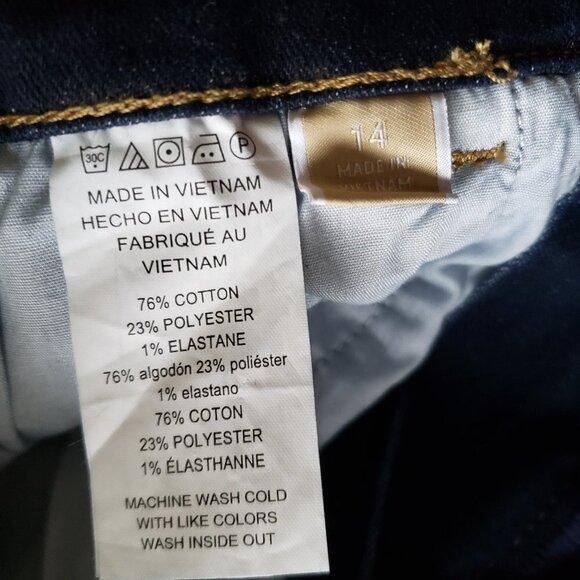 30C
P
MADE IN VIETNAM
HECHO EN VIETNAM
FABRIQUÉ AU
VIETNAM
76% COTTON
23% POLYESTER
1% ELASTANE
76% algodón 23% poliéster
1% elastano
76% COTON
23% POLYESTER
1% ÉLASTHANNE
MACHINE WASH COLD
WITH LIKE COLORS
WASH INSIDE OUT
14
MADE IN
VIETNAM